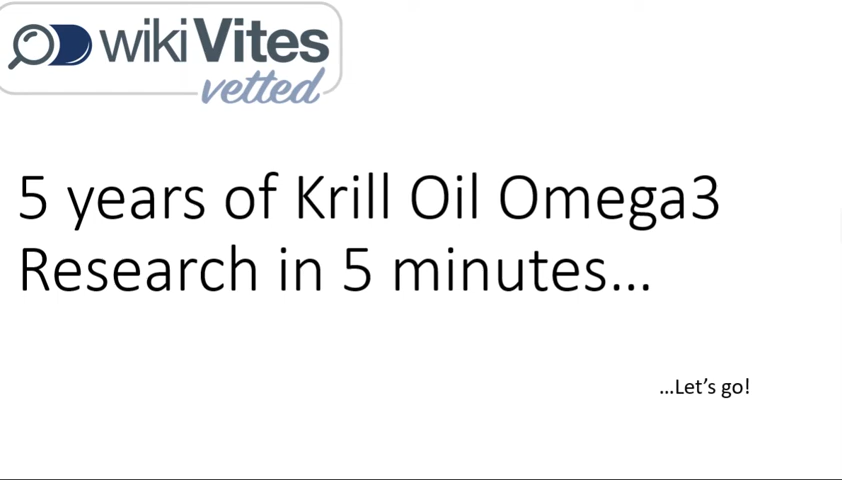 wikiVites
vetted
5 years of Krill Oil Omega3
Research in 5 minutes...
...Let's go!